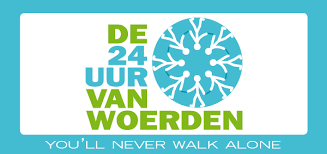 DE
24
UUR
VAN
WOERDEN
YOU'LL NEVER WALK ALONE